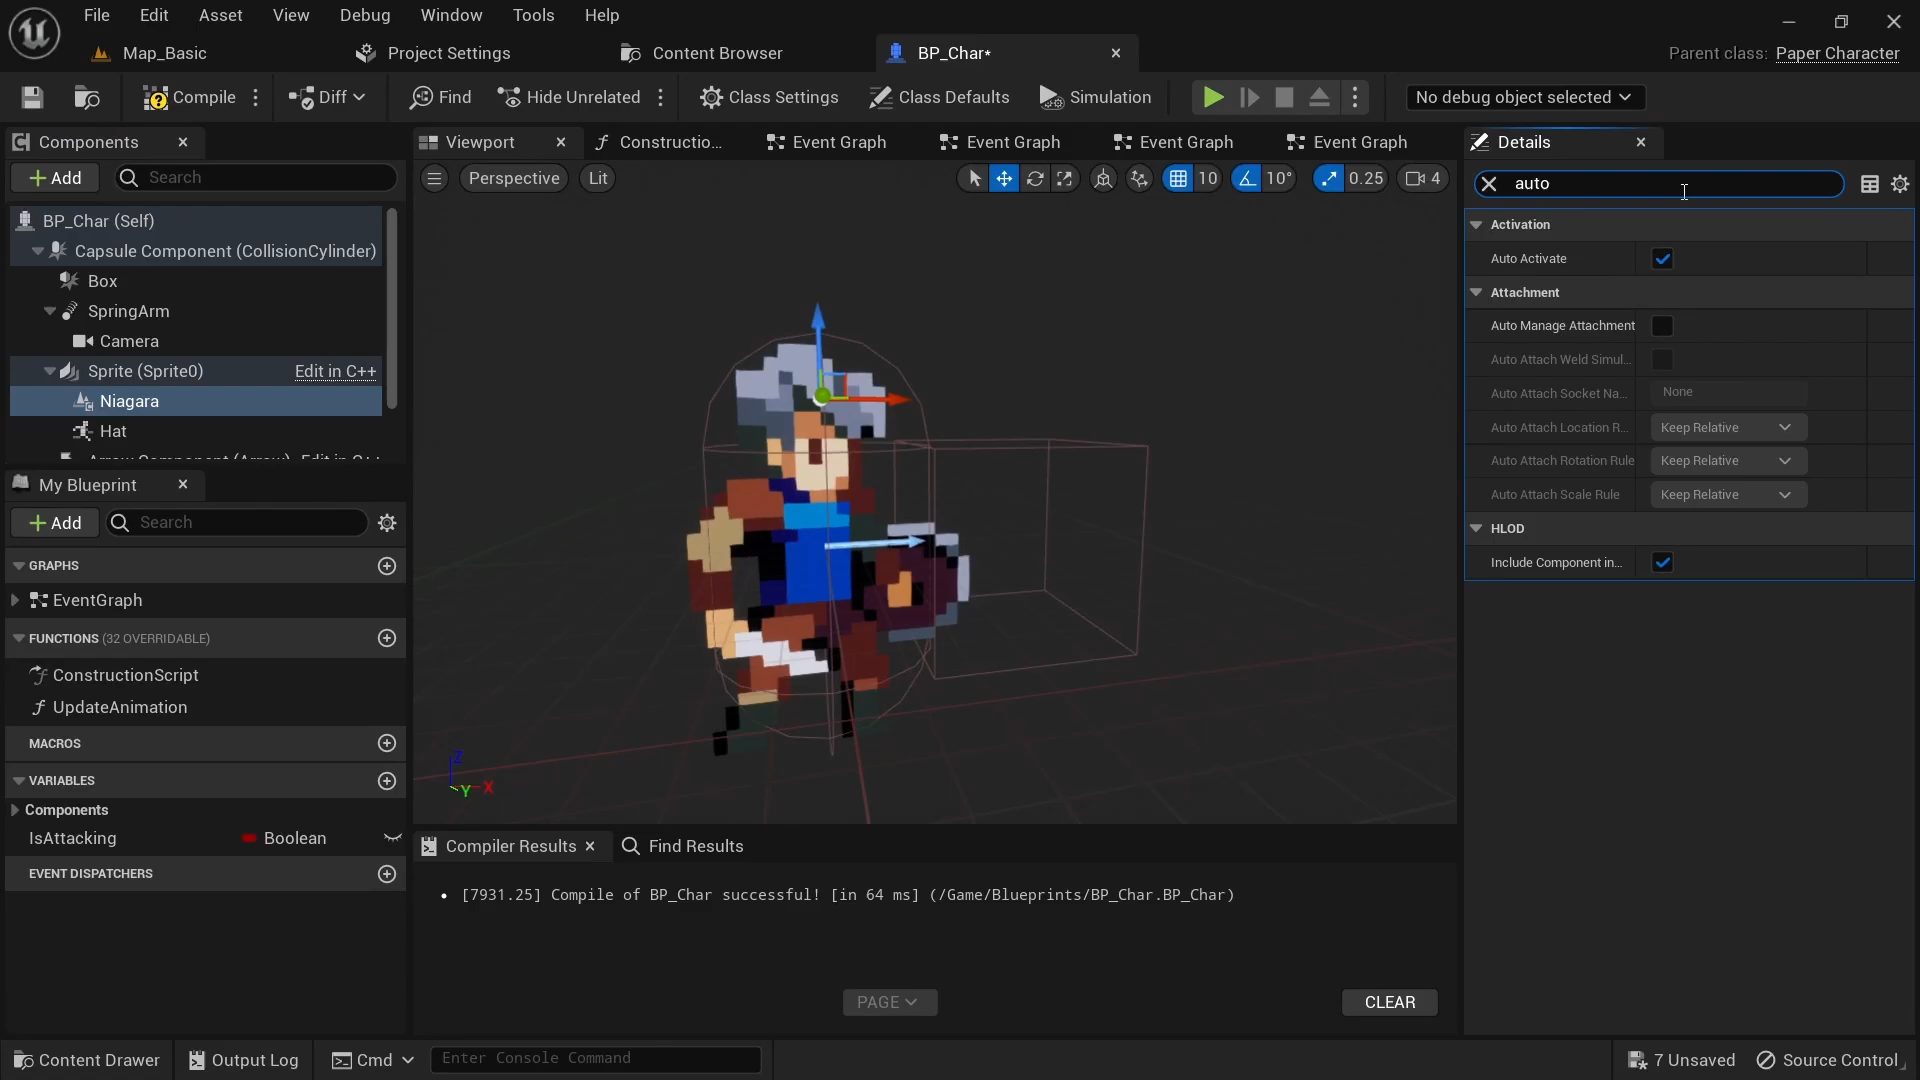 File Edit Asset View Debug Window Tools Help
Map_Basic Project Settings Content Browser BP_Char* Parent class: Paper Character
Compile Diff Find Hide Unrelated Class Settings Class Defaults Simulation No debug object selected
Components Viewport Constructio... Event Graph Event Graph Event Graph Event Graph Details
Add Search Perspective Lit 10 10° 0.25 4 auto
BP_Char (Self)
Capsule Component (CollisionCylinder)
Box
SpringArm
Camera
Sprite (Sprite0) Edit in C++
Niagara
Hat
Arrow Component (Arrow) Edit in C++
Activation
Auto Activate
Attachment
Auto Manage Attachment
Auto Attach Weld Simul...
Auto Attach Socket Na... None
Auto Attach Location R... Keep Relative
Auto Attach Rotation Rule Keep Relative
Auto Attach Scale Rule Keep Relative
HLOD
Include Component in...
My Blueprint
Add Search
GRAPHS
EventGraph
FUNCTIONS (32 OVERRIDABLE)
ConstructionScript
UpdateAnimation
MACROS
VARIABLES
Components
IsAttacking Boolean
EVENT DISPATCHERS
Z
Y X
Compiler Results Find Results
• [7931.25] Compile of BP_Char successful! [in 64 ms] (/Game/Blueprints/BP_Char.BP_Char)
PAGE CLEAR
Content Drawer Output Log Cmd Enter Console Command 7 Unsaved Source Control